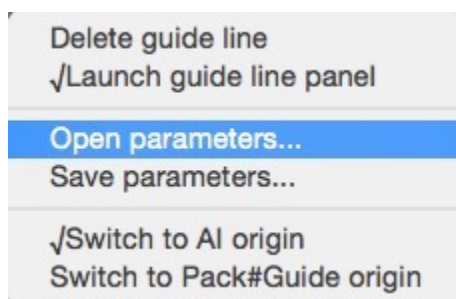 Delete guide line
√Launch guide line panel
Open parameters...
Save parameters...
√Switch to AI origin
Switch to Pack#Guide origin